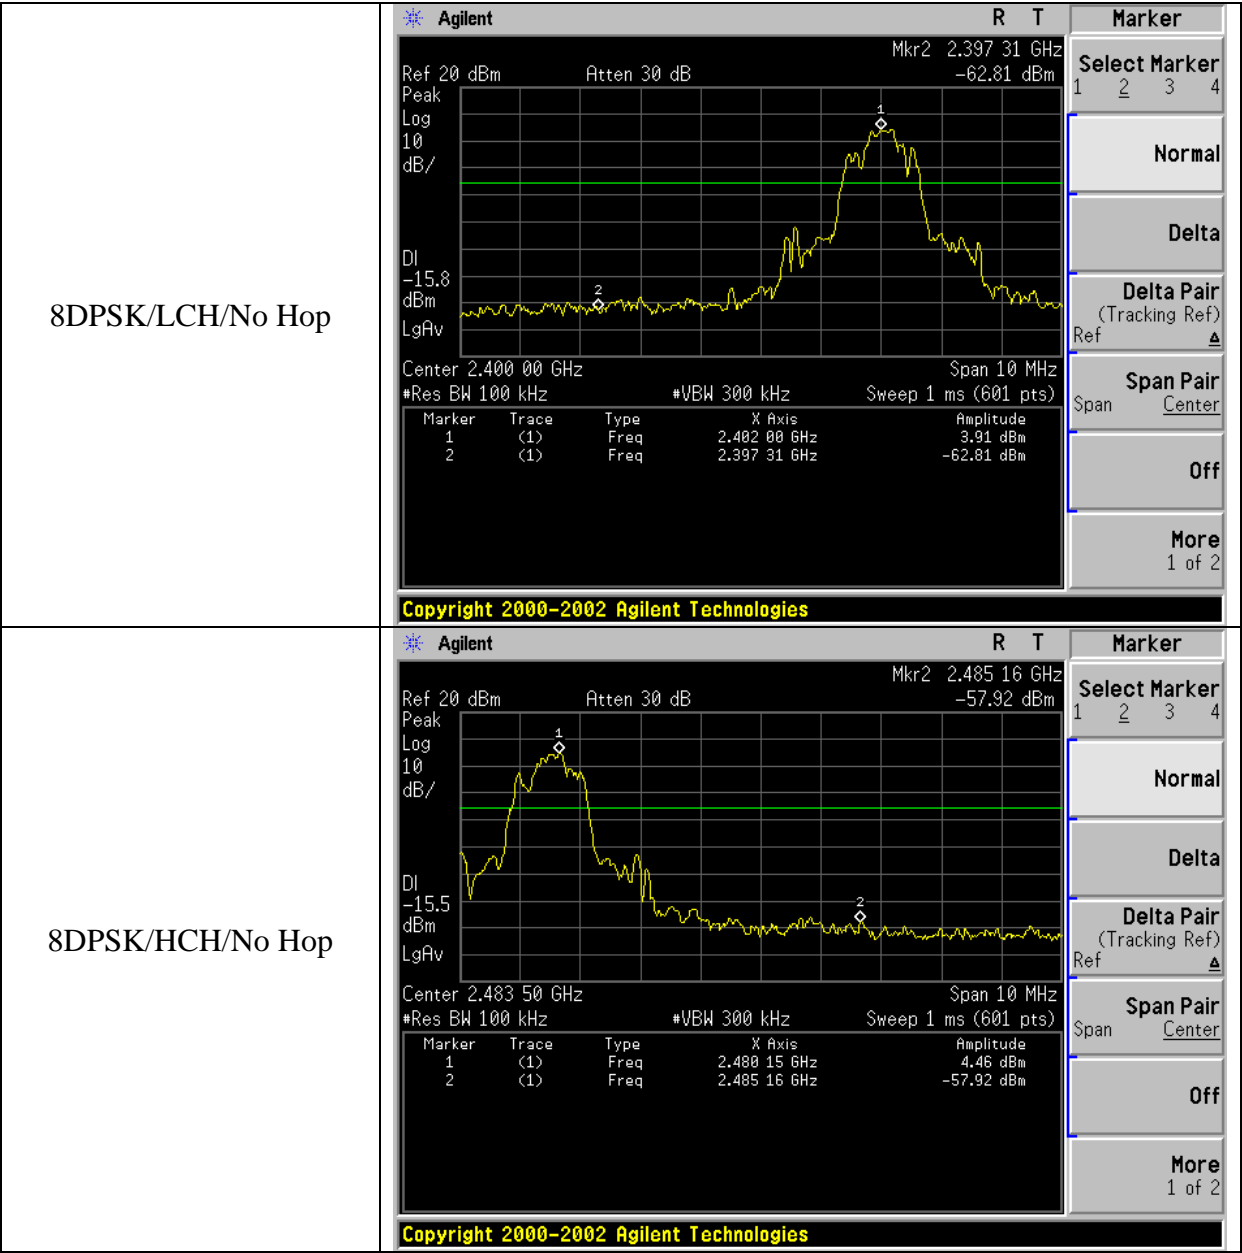 8DPSK/LCH/No Hop
Agilent R T
Mkr2 2.397 31 GHz
Ref 20 dBm Atten 30 dB -62.81 dBm
Peak
Log
10
dB/
1
2
DI
-15.8
dBm
LgAv
Center 2.400 00 GHz Span 10 MHz
#Res BW 100 kHz #VBW 300 kHz Sweep 1 ms (601 pts)
Marker Trace Type X Axis Amplitude
1 (1) Freq 2.402 00 GHz 3.91 dBm
2 (1) Freq 2.397 31 GHz -62.81 dBm
Copyright 2000-2002 Agilent Technologies
Marker
Select Marker
1 2 3 4
Normal
Delta
Delta Pair
(Tracking Ref)
Ref Δ
Span Pair
Span Center
Off
More
1 of 2
8DPSK/HCH/No Hop
Agilent R T
Mkr2 2.485 16 GHz
Ref 20 dBm Atten 30 dB -57.92 dBm
Peak
Log
10
dB/
1
2
DI
-15.5
dBm
LgAv
Center 2.483 50 GHz Span 10 MHz
#Res BW 100 kHz #VBW 300 kHz Sweep 1 ms (601 pts)
Marker Trace Type X Axis Amplitude
1 (1) Freq 2.480 15 GHz 4.46 dBm
2 (1) Freq 2.485 16 GHz -57.92 dBm
Copyright 2000-2002 Agilent Technologies
Marker
Select Marker
1 2 3 4
Normal
Delta
Delta Pair
(Tracking Ref)
Ref Δ
Span Pair
Span Center
Off
More
1 of 2